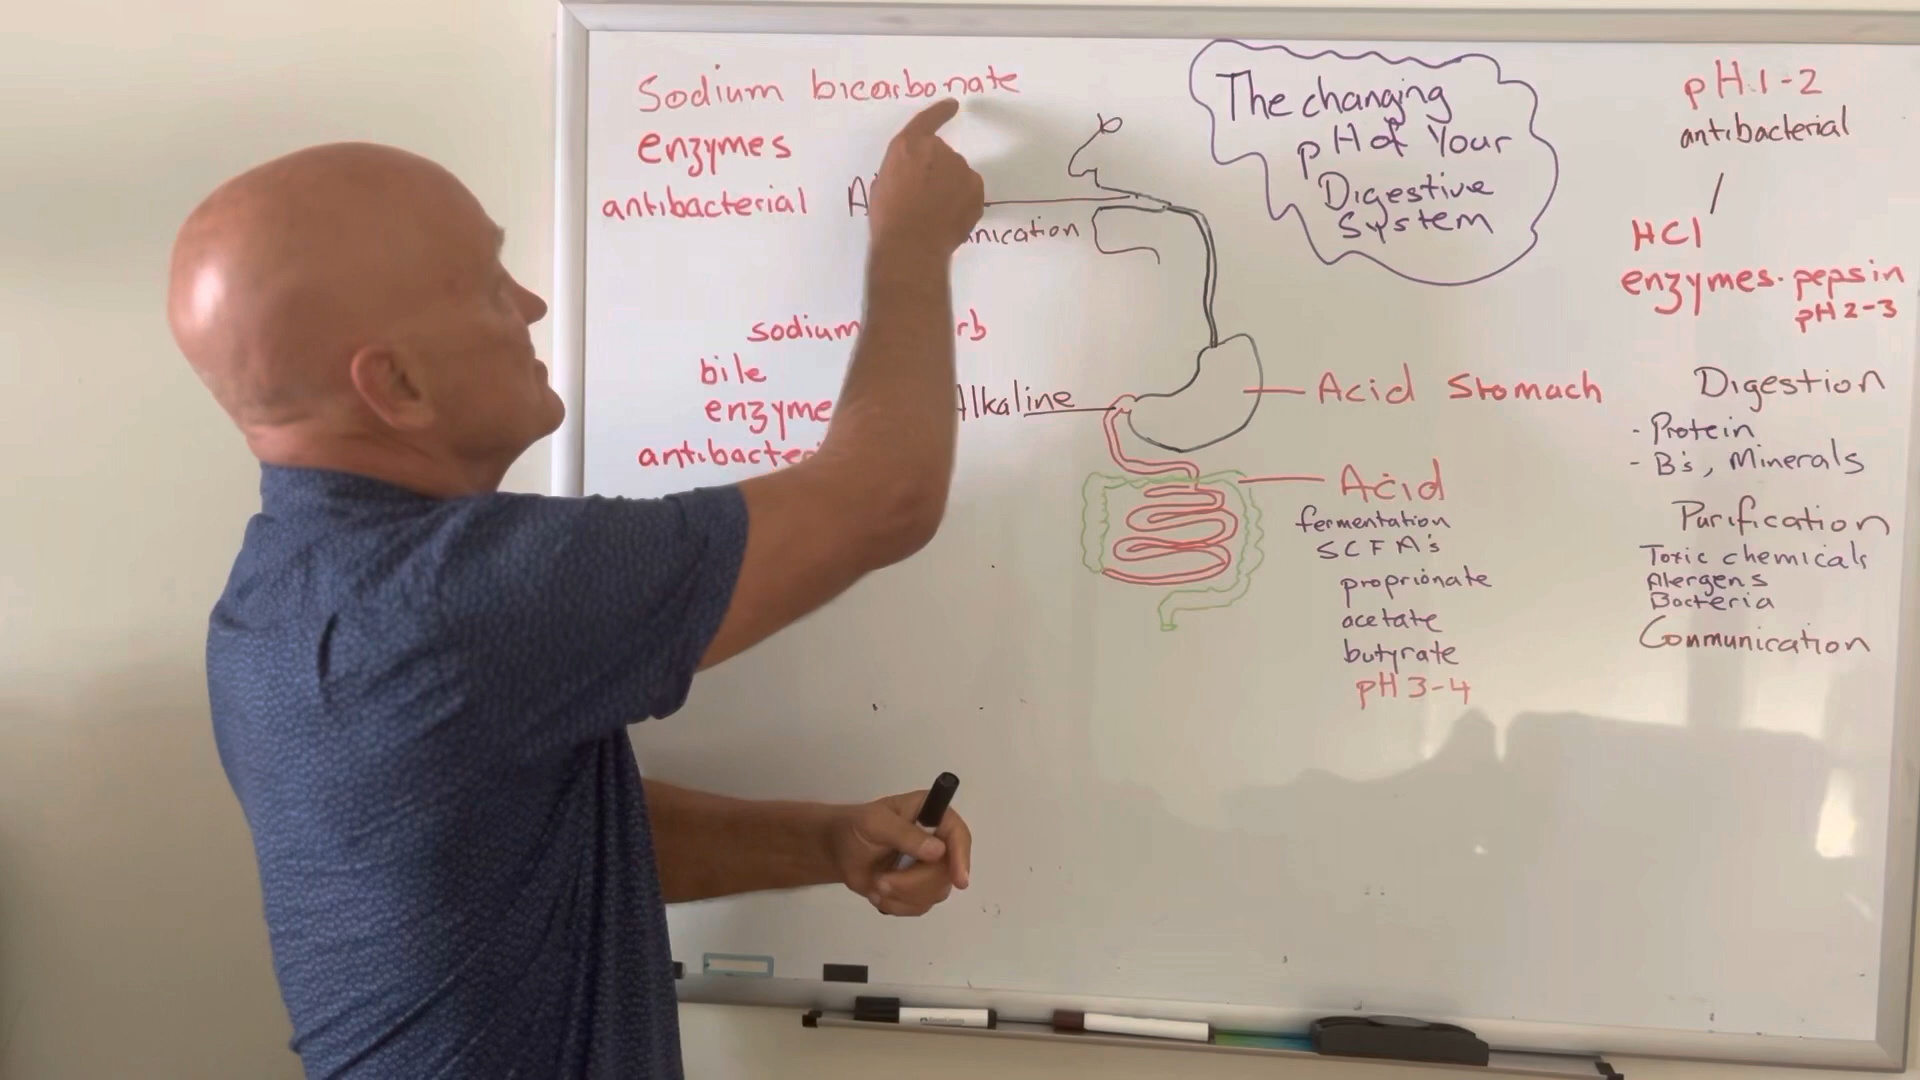 Sodium bicarbonate
enzymes
antibacterial
nication
sodium rb
bile
enzyme
antibacte
Alkaline
The changing
pH of Your
Digestive
System
pH 1-2
antibacterial
HCl
enzymes. pepsin
pH 2-3
Acid Stomach
Acid
fermentation
SCFA's
proprionate
acetate
butyrate
pH 3-4
Digestion
- Protein
- B's, Minerals
Purification
Toxic chemicals
Alergens
Bacteria
Communication